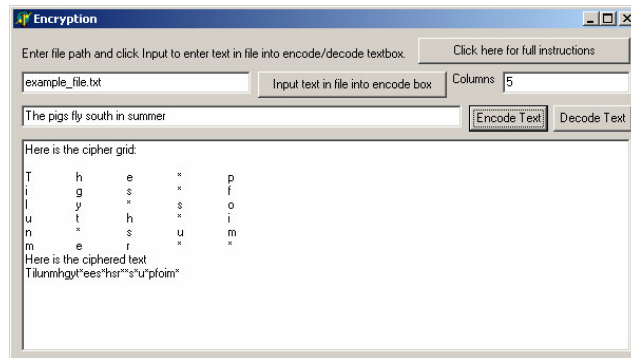 Encryption
Enter file path and click Input to enter text in file into encode/decode textbox.
Click here for full instructions
example_file.txt
Input text in file into encode box
Columns 5
The pigs fly south in summer
Encode Text
Decode Text
Here is the cipher grid:
T h e * p
i g s * f
l y * s o
u t h * i
n * s u m
m e r * *
Here is the ciphered text
Tilunmhgyt*ees*hsr**s*u*pfoim*